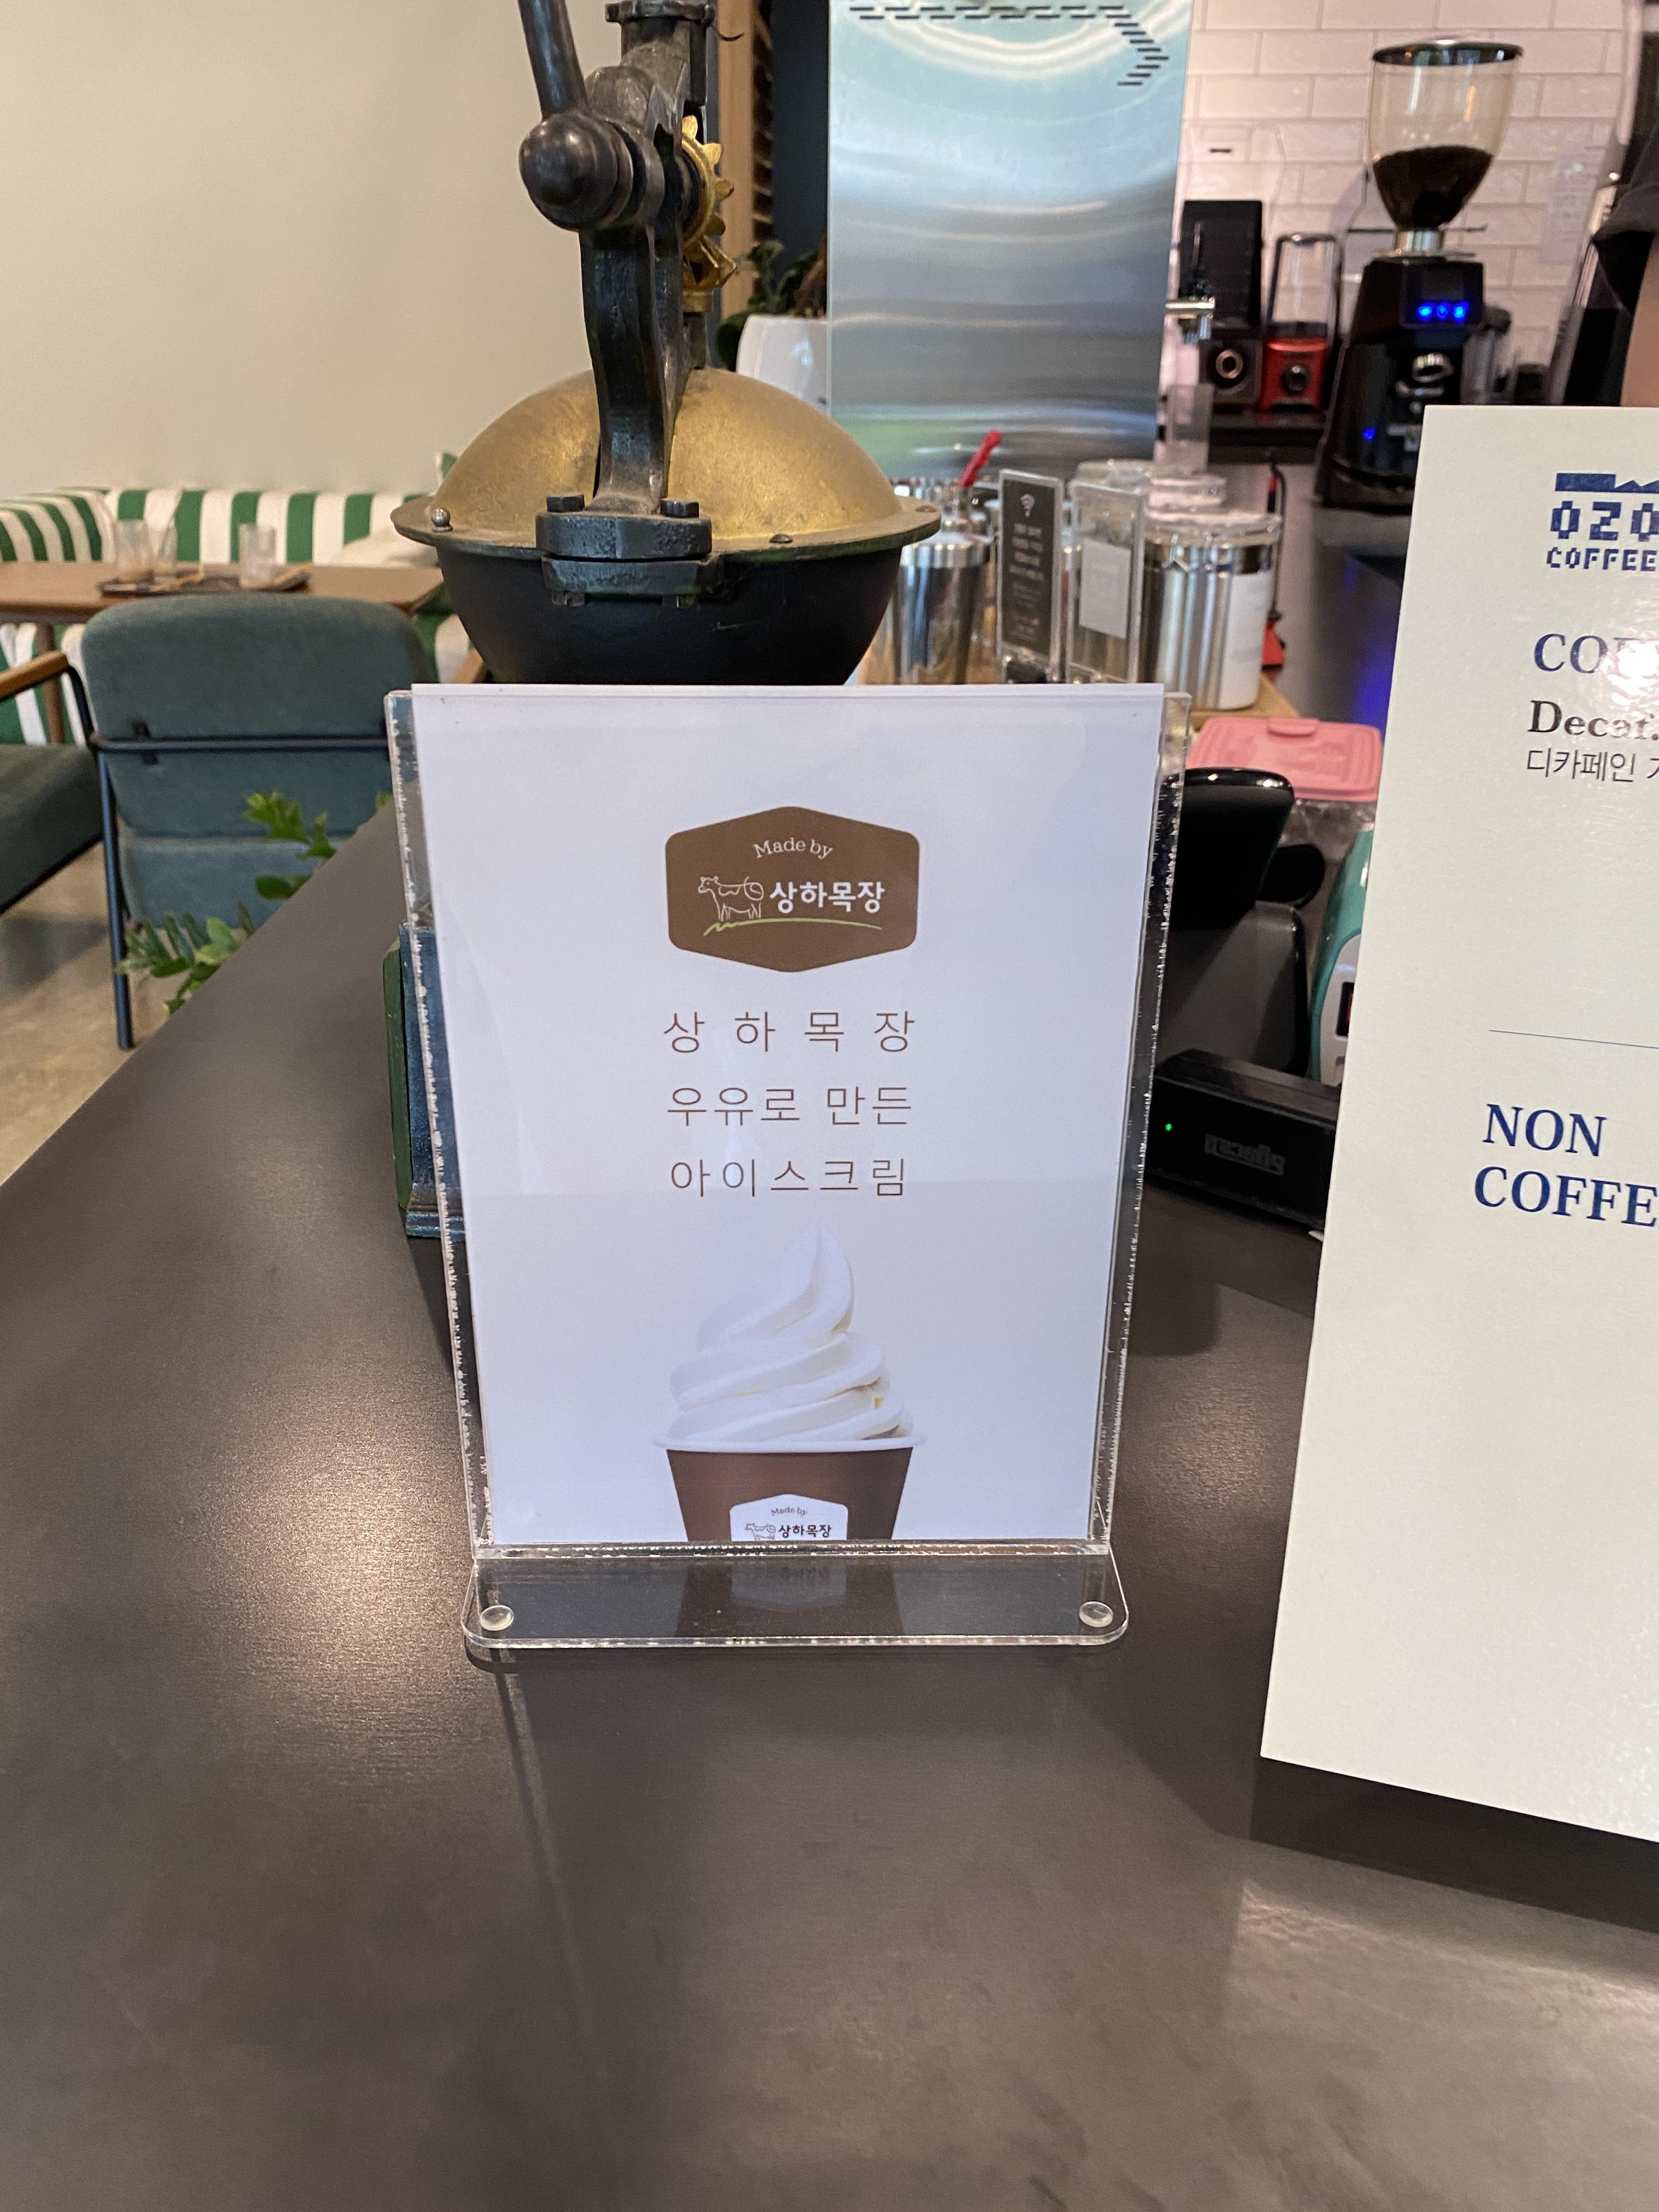 Made by
상하목장
상 하 목 장
우유로 만든
아이스크림
Made by
상하목장
COFFEE
Decaf.
디카페인
NON